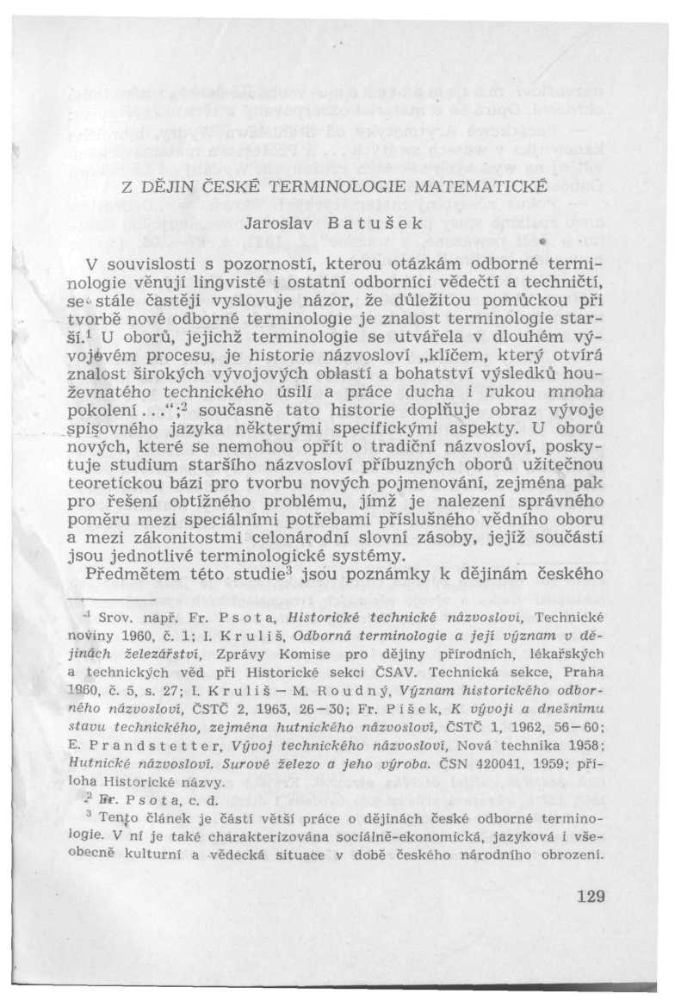 Z DĚJIN ČESKÉ TERMINOLOGIE MATEMATICKÉ
Jaroslav Batušek
V souvislosti s pozorností, kterou otázkám odborné termi-
nologie věnují lingvisté i ostatní odborníci vědečtí a techničtí,
se stále častěji vyslovuje názor, že důležitou pomůckou při
tvorbě nové odborné terminologie je znalost terminologie star-
ší.¹ U oborů, jejichž terminologie se utvářela v dlouhém vý-
vojovém procesu, je historie názvosloví „klíčem, který otvírá
znalost širokých vývojových oblastí a bohatství výsledků hou-
ževnatého technického úsilí a práce ducha i rukou mnoha
pokolení . . .“;² současně tato historie doplňuje obraz vývoje
spisovného jazyka některými specifickými aspekty. U oborů
nových, které se nemohou opřít o tradiční názvosloví, posky-
tuje studium staršího názvosloví příbuzných oborů užitečnou
teoretickou bázi pro tvorbu nových pojmenování, zejména pak
pro řešení obtížného problému, jímž je nalezení správného
poměru mezi speciálními potřebami příslušného vědního oboru
a mezi zákonitostmi celonárodní slovní zásoby, jejíž součástí
jsou jednotlivé terminologické systémy.
Předmětem této studie³ jsou poznámky k dějinám českého
¹ Srov. např. Fr. Psota, Historické technické názvosloví, Technické
noviny 1960, č. 1; I. Kruliš, Odborná terminologie a její význam v dě-
jinách železářství, Zprávy Komise pro dějiny přírodních, lékařských
a technických věd při Historické sekci ČSAV. Technická sekce, Praha
1960, č. 5, s. 27; I. Kruliš — M. Roudný, Význam historického odbor-
ného názvosloví, ČSTČ 2, 1963, 26—30; Fr. Píšek, K vývoji a dnešnímu
stavu technického, zejména hutnického názvosloví, ČSTČ 1, 1962, 56—60;
E. Prandstetter, Vývoj technického názvosloví, Nová technika 1958;
Hutnické názvosloví. Surové železo a jeho výroba. ČSN 420041, 1959; pří-
loha Historické názvy.
² Fr. Psota, c. d.
³ Tento článek je částí větší práce o dějinách české odborné termino-
logie. V ní je také charakterizována sociálně-ekonomická, jazyková i vše-
obecně kulturní a vědecká situace v době českého národního obrození.
129